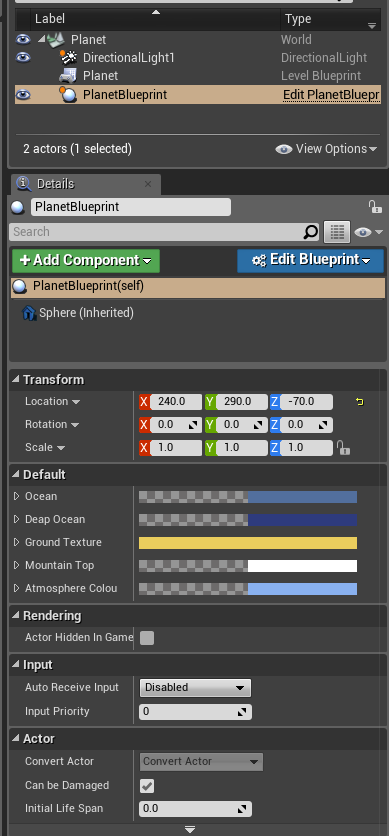 Label Type
Planet World
DirectionalLight1 DirectionalLight
Planet Level Blueprint
PlanetBlueprint Edit PlanetBluepr
2 actors (1 selected) View Options
Details
PlanetBlueprint
Search
Add Component Edit Blueprint
PlanetBlueprint(self)
Sphere (Inherited)
Transform
Location X 240.0 Y 290.0 Z -70.0
Rotation X 0.0 Y 0.0 Z 0.0
Scale X 1.0 Y 1.0 Z 1.0
Default
Ocean
Deap Ocean
Ground Texture
Mountain Top
Atmosphere Colou
Rendering
Actor Hidden In Game
Input
Auto Receive Input Disabled
Input Priority 0
Actor
Convert Actor Convert Actor
Can be Damaged
Initial Life Span 0.0